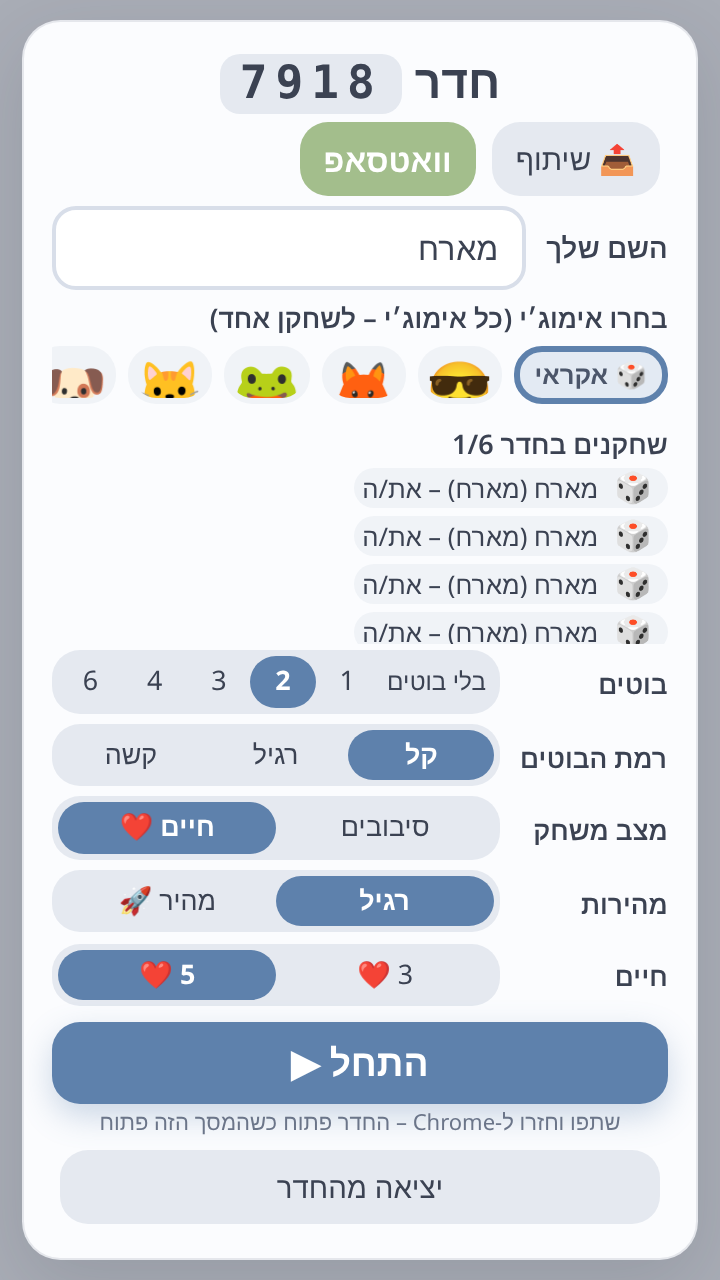 חדר 7918
📤 שיתוף וואטסאפ
השם שלך מארח
בחרו אימוג׳י (כל אימוג׳י – לשחקן אחד)
🎲 אקראי 😎 🦊 🐸 🐱 🐶
שחקנים בחדר 1/6
🎲 מארח (מארח) – את/ה
🎲 מארח (מארח) – את/ה
🎲 מארח (מארח) – את/ה
🎲 מארח (מארח) – את/ה
בוטים בלי בוטים 1 2 3 4 6
רמת הבוטים קל רגיל קשה
מצב משחק סיבובים חיים ❤️
מהירות רגיל מהיר 🚀
חיים 3 ❤️ 5 ❤️
התחל ▶
שתפו וחזרו ל-Chrome – החדר פתוח כשהמסך הזה פתוח
יציאה מהחדר